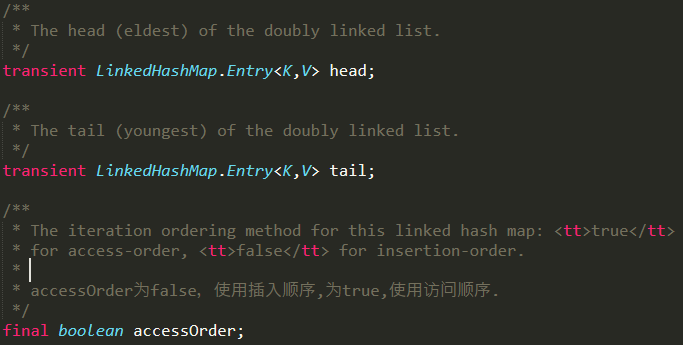 /**
 * The head (eldest) of the doubly linked list.
 */
transient LinkedHashMap.Entry<K,V> head;
/**
 * The tail (youngest) of the doubly linked list.
 */
transient LinkedHashMap.Entry<K,V> tail;
/**
 * The iteration ordering method for this linked hash map: <tt>true</tt>
 * for access-order, <tt>false</tt> for insertion-order.
 *
 * accessOrder为false，使用插入顺序,为true,使用访问顺序.
 */
final boolean accessOrder;